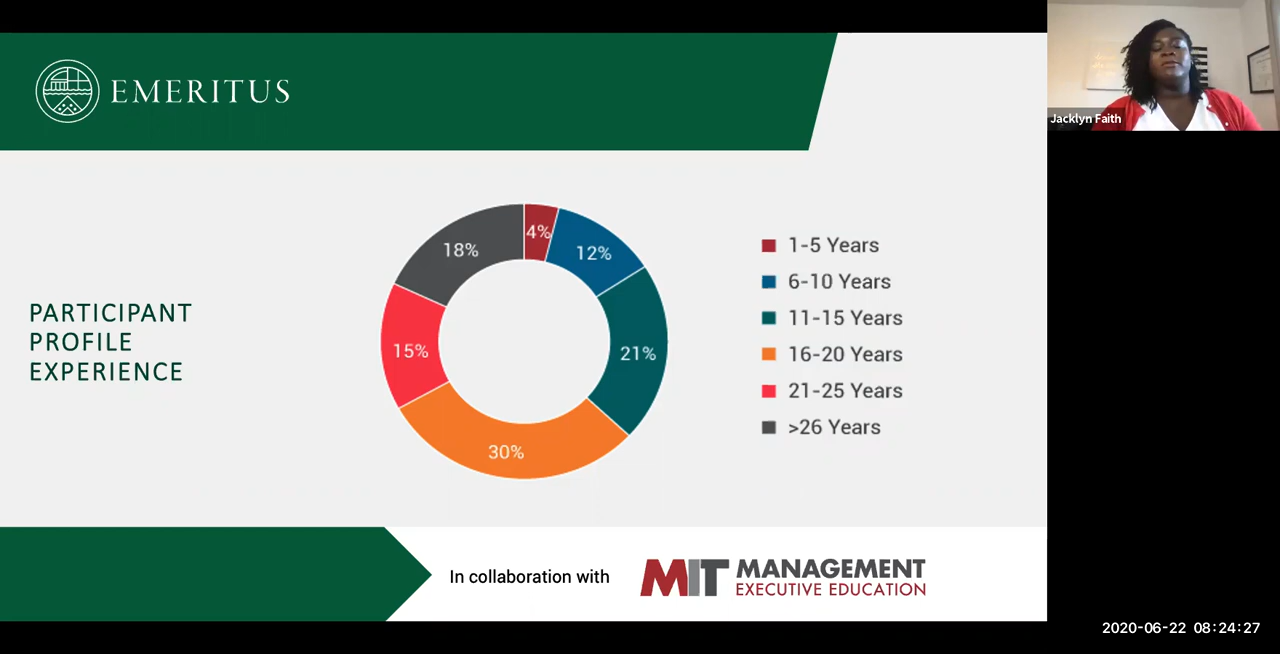 EMERITUS
Jacklyn Faith
PARTICIPANT
PROFILE
EXPERIENCE
4%
12%
21%
30%
15%
18%
1-5 Years
6-10 Years
11-15 Years
16-20 Years
21-25 Years
>26 Years
In collaboration with
MIT MANAGEMENT
EXECUTIVE EDUCATION
2020-06-22 08:24:27